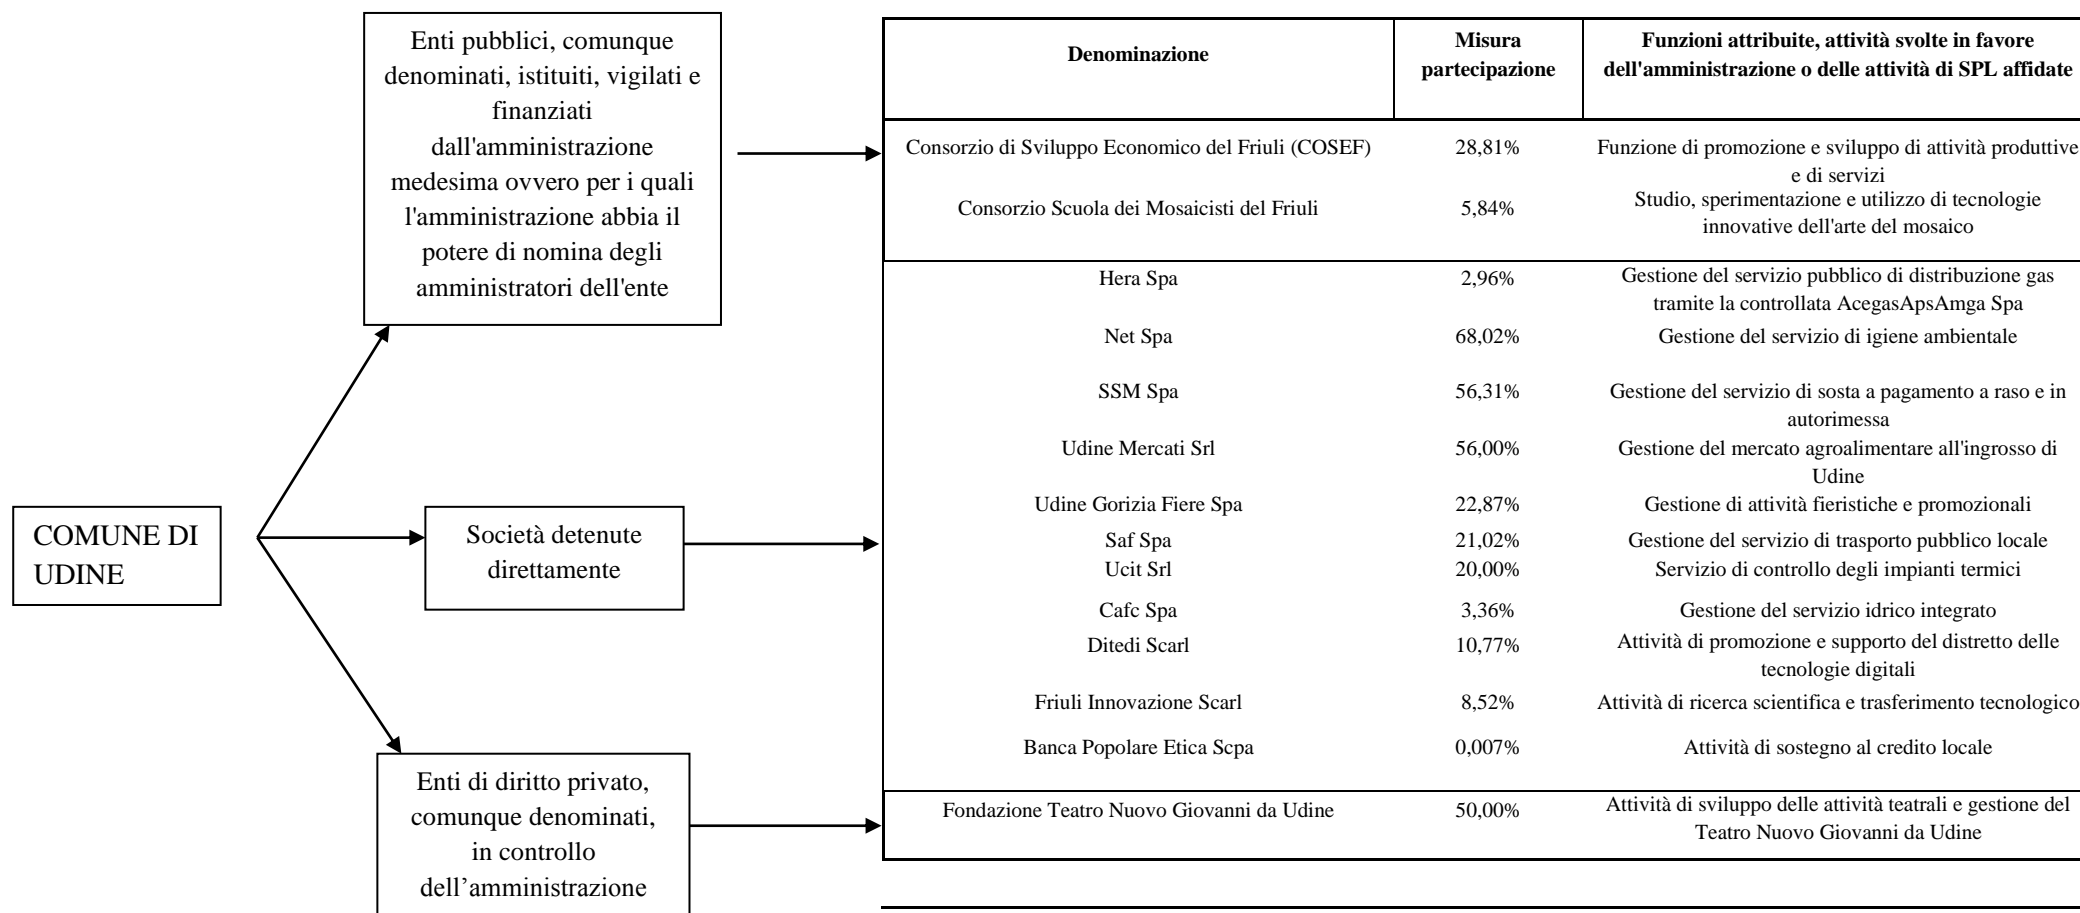 Enti pubblici, comunque
denominati, istituiti, vigilati e
finanziati
dall'amministrazione
medesima ovvero per i quali
l'amministrazione abbia il
potere di nomina degli
amministratori dell'ente
COMUNE DI
UDINE
Società detenute
direttamente
Enti di diritto privato,
comunque denominati,
in controllo
dell’amministrazione
Denominazione
Misura
partecipazione
Funzioni attribuite, attività svolte in favore
dell'amministrazione o delle attività di SPL affidate
Consorzio di Sviluppo Economico del Friuli (COSEF)
28,81%
Funzione di promozione e sviluppo di attività produttive
e di servizi
Consorzio Scuola dei Mosaicisti del Friuli
5,84%
Studio, sperimentazione e utilizzo di tecnologie
innovative dell'arte del mosaico
Hera Spa
2,96%
Gestione del servizio pubblico di distribuzione gas
tramite la controllata AcegasApsAmga Spa
Net Spa
68,02%
Gestione del servizio di igiene ambientale
SSM Spa
56,31%
Gestione del servizio di sosta a pagamento a raso e in
autorimessa
Udine Mercati Srl
56,00%
Gestione del mercato agroalimentare all'ingrosso di
Udine
Udine Gorizia Fiere Spa
22,87%
Gestione di attività fieristiche e promozionali
Saf Spa
21,02%
Gestione del servizio di trasporto pubblico locale
Ucit Srl
20,00%
Servizio di controllo degli impianti termici
Cafc Spa
3,36%
Gestione del servizio idrico integrato
Ditedi Scarl
10,77%
Attività di promozione e supporto del distretto delle
tecnologie digitali
Friuli Innovazione Scarl
8,52%
Attività di ricerca scientifica e trasferimento tecnologico
Banca Popolare Etica Scpa
0,007%
Attività di sostegno al credito locale
Fondazione Teatro Nuovo Giovanni da Udine
50,00%
Attività di sviluppo delle attività teatrali e gestione del
Teatro Nuovo Giovanni da Udine